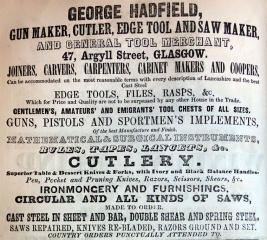 GEORGE HADFIELD,
GUN MAKER, CUTLER, EDGE TOOL AND SAW MAKER,
AND GENERAL TOOL MERCHANT,
47, Argyll Street, GLASGOW.
JOINERS, CARVERS, CARPENTERS, CABINET MAKERS AND COOPERS,
Can be accommodated on the most reasonable terms with every description of Lancashire and the best
Cast Steel
EDGE TOOLS, FILES, RASPS, &c.
Which for Price and Quality are not to be surpassed by any other House in the Trade.
GENTLEMEN'S, AMATEURS' AND EMIGRANTS' TOOL CHESTS OF ALL SIZES.
GUNS, PISTOLS AND SPORTMEN'S IMPLEMENTS,
Of the best Manufacture and Finish.
MATHEMATICAL & SURGICAL INSTRUMENTS,
RULES, TAPES, LANCETS, &c.
CUTLERY.
Superior Table & Dessert Knives & Forks, with Ivory and Black Balance Handles.
Pen, Pocket and Pruning Knives, Razors, Scissors, Shears, &c.
IRONMONGERY AND FURNISHINGS.
CIRCULAR AND ALL KINDS OF SAWS,
MADE TO ORDER.
CAST STEEL IN SHEET AND BAR, DOUBLE SHEAR AND SPRING STEEL.
SAWS REPAIRED, KNIVES RE-BLADED, RAZORS GROUND AND SET.
COUNTRY ORDERS PUNCTUALLY ATTENDED TO.